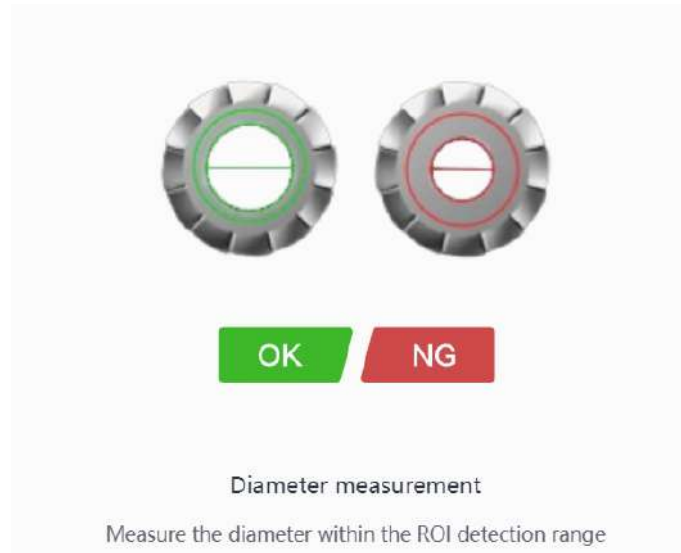 OK
NG
Diameter measurement
Measure the diameter within the ROI detection range